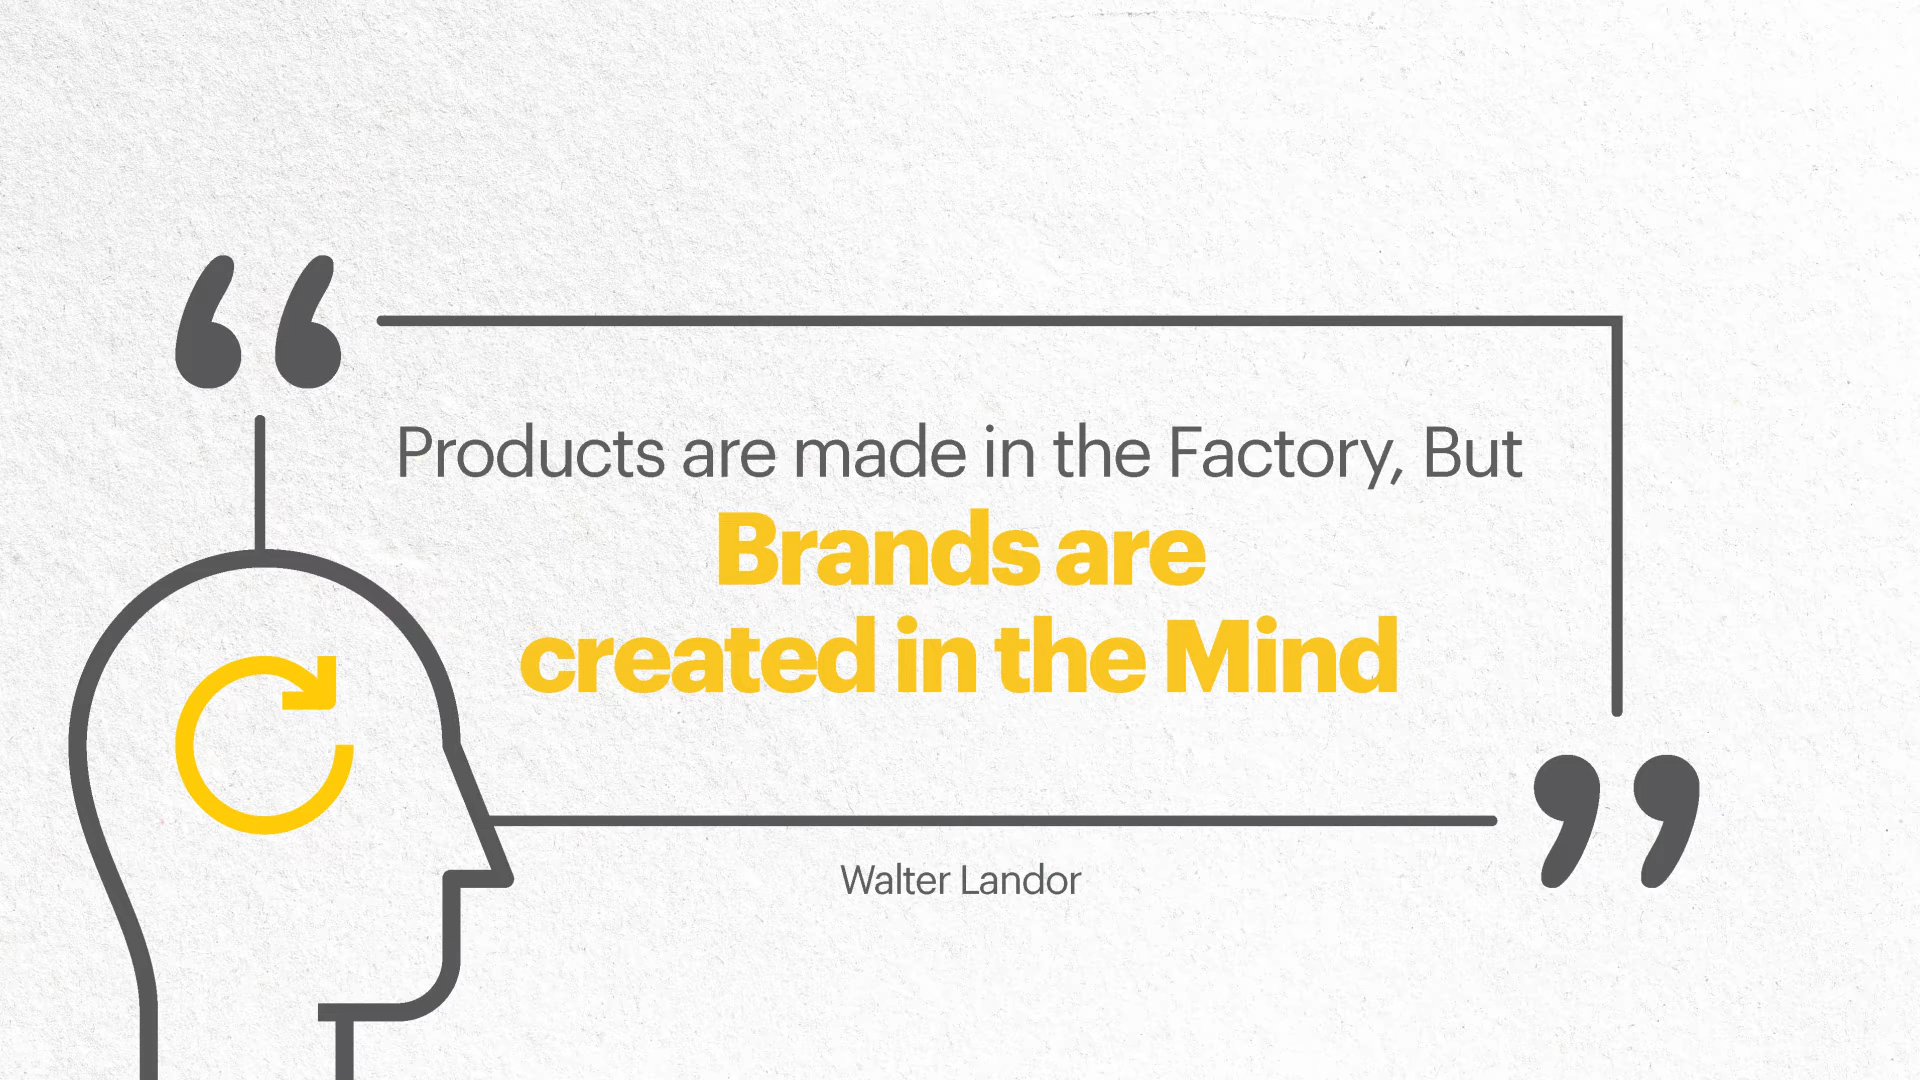 “
Products are made in the Factory, But
Brands are
created in the Mind
”
Walter Landor